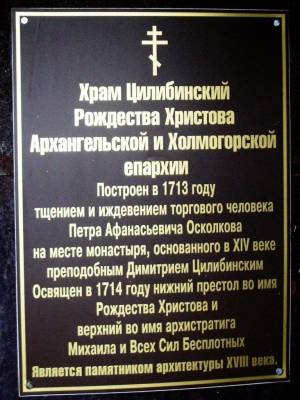 Храм Цилибинский
Рождества Христова
Архангельской и Холмогорской
епархии
Построен в 1713 году
тщением и иждевением торгового человека
Петра Афанасьевича Осколкова
на месте монастыря, основанного в XIV веке
преподобным Димитрием Цилибинским
Освящен в 1714 году нижний престол во имя
Рождества Христова и
верхний во имя архистратига
Михаила и Всех Сил Бесплотных
Является памятником архитектуры XVIII века.